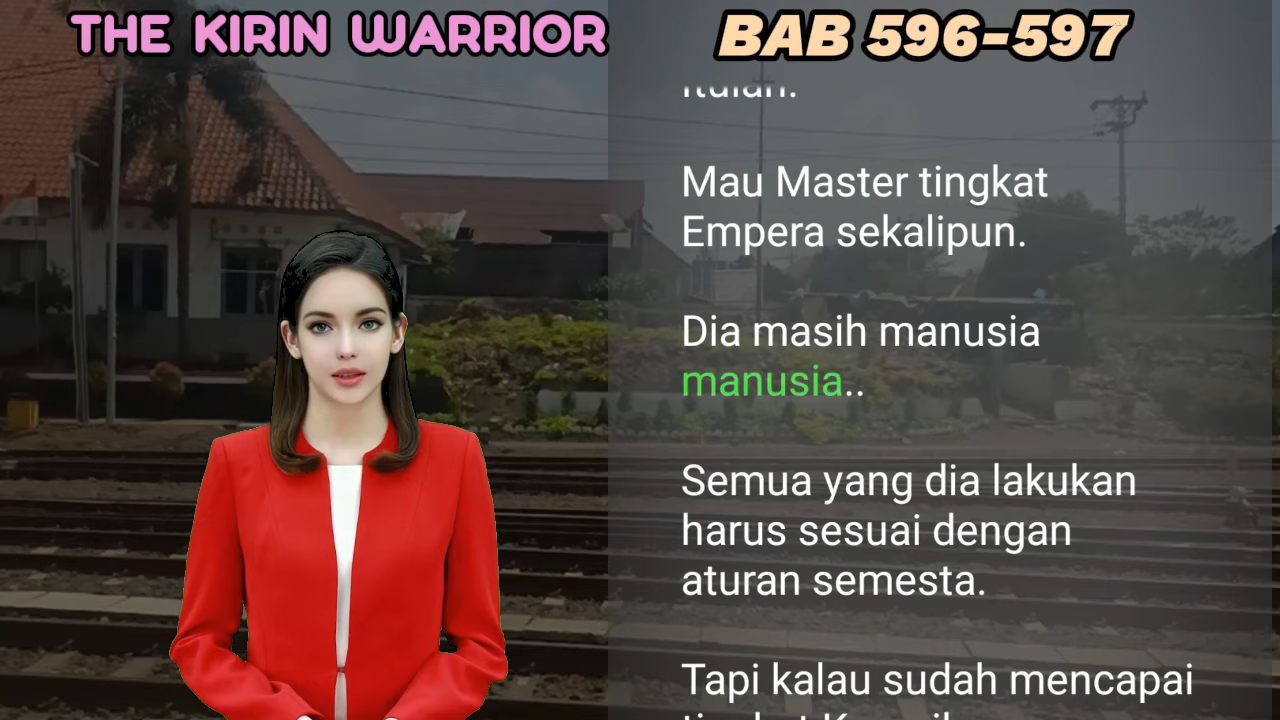 THE KIRIN WARRIOR
BAB 596-597
Mau Master tingkat
Empera sekalipun.
Dia masih manusia
manusia..
Semua yang dia lakukan
harus sesuai dengan
aturan semesta.
Tapi kalau sudah mencapai